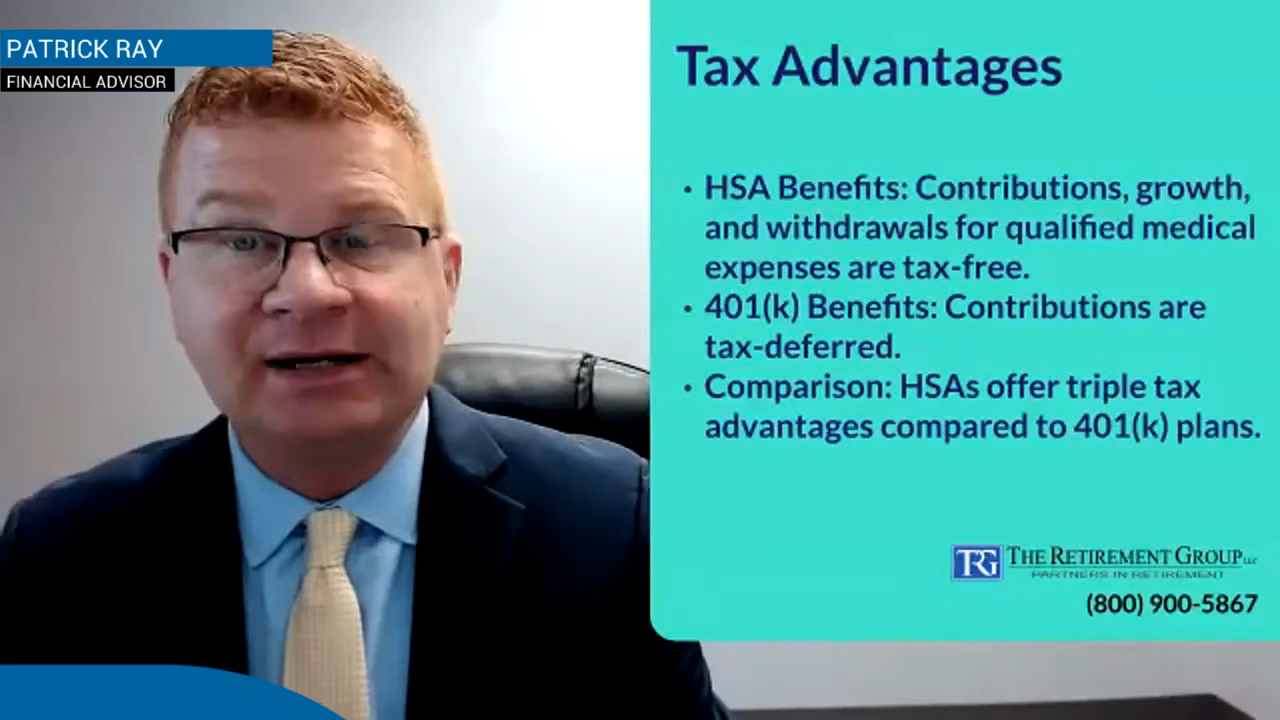 PATRICK RAY
FINANCIAL ADVISOR
Tax Advantages
• HSA Benefits: Contributions, growth,
and withdrawals for qualified medical
expenses are tax-free.
• 401(k) Benefits: Contributions are
tax-deferred.
• Comparison: HSAs offer triple tax
advantages compared to 401(k) plans.
TRG THE RETIREMENT GROUP LLC
PARTNERS IN RETIREMENT
(800) 900-5867